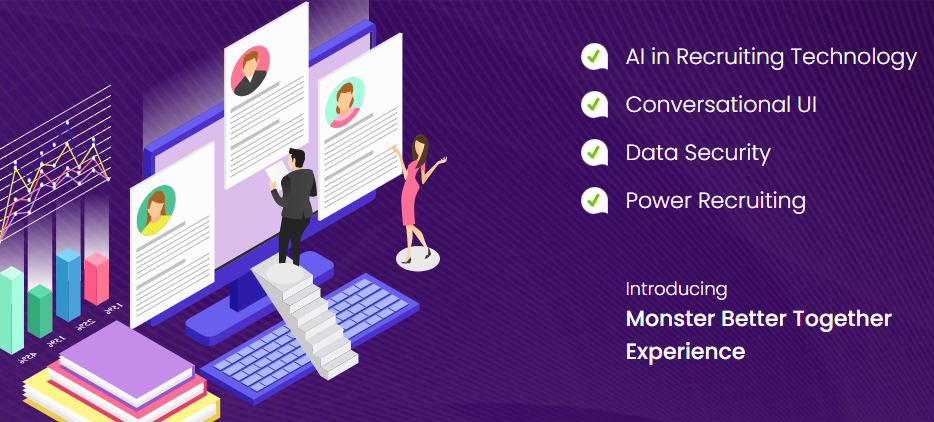 AI in Recruiting Technology
Conversational UI
Data Security
Power Recruiting
Introducing
Monster Better Together
Experience